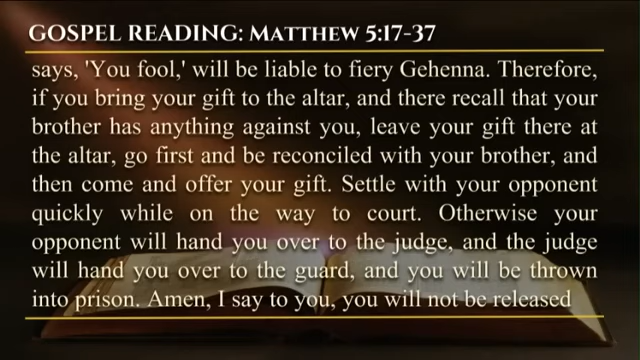 GOSPEL READING: MATTHEW 5:17-37
says, 'You fool,' will be liable to fiery Gehenna. Therefore,
if you bring your gift to the altar, and there recall that your
brother has anything against you, leave your gift there at
the altar, go first and be reconciled with your brother, and
then come and offer your gift. Settle with your opponent
quickly while on the way to court. Otherwise your
opponent will hand you over to the judge, and the judge
will hand you over to the guard, and you will be thrown
into prison. Amen, I say to you, you will not be released